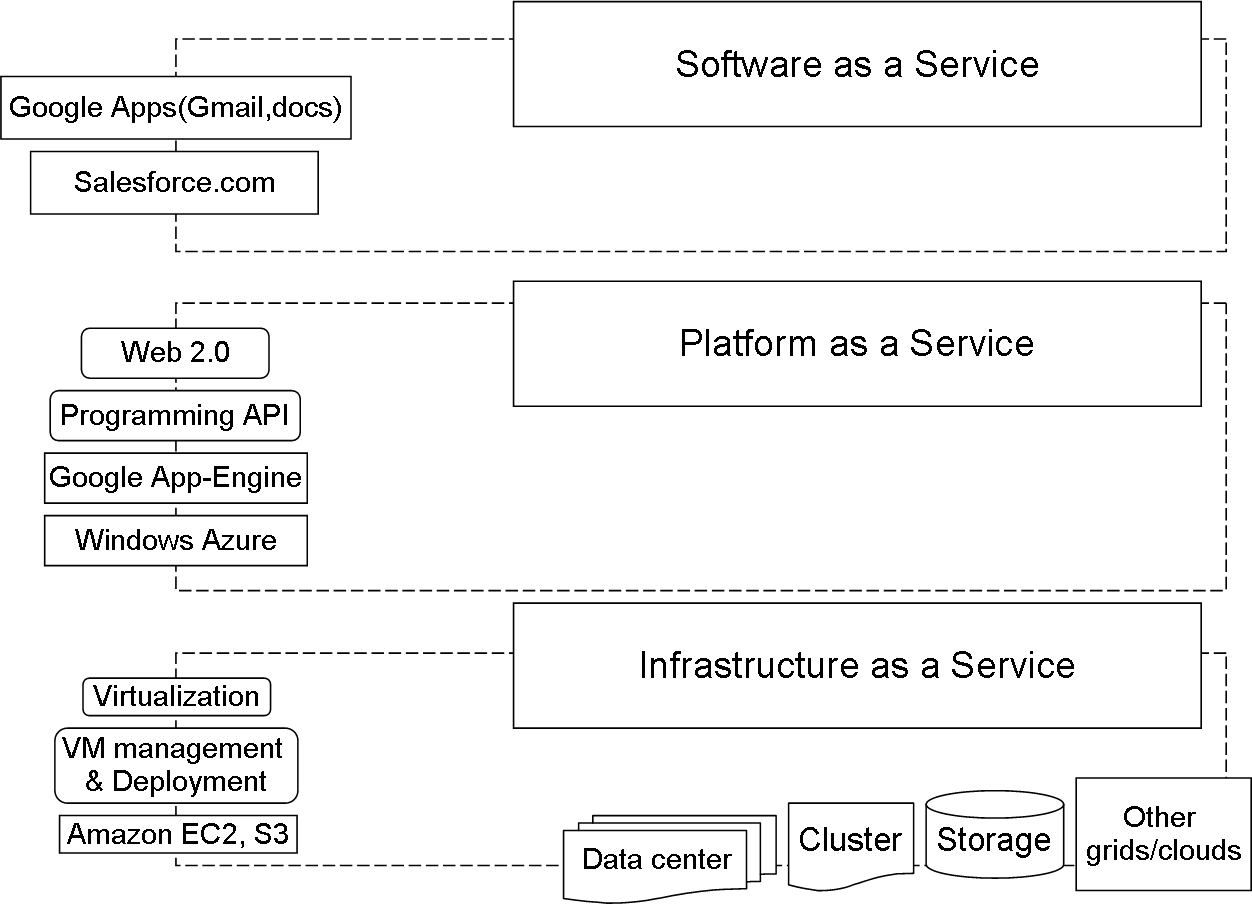 Software as a Service
Google Apps(Gmail,docs)
Salesforce.com
Platform as a Service
Web 2.0
Programming API
Google App-Engine
Windows Azure
Infrastructure as a Service
Virtualization
VM management
& Deployment
Amazon EC2, S3
Data center
Cluster
Storage
Other
grids/clouds